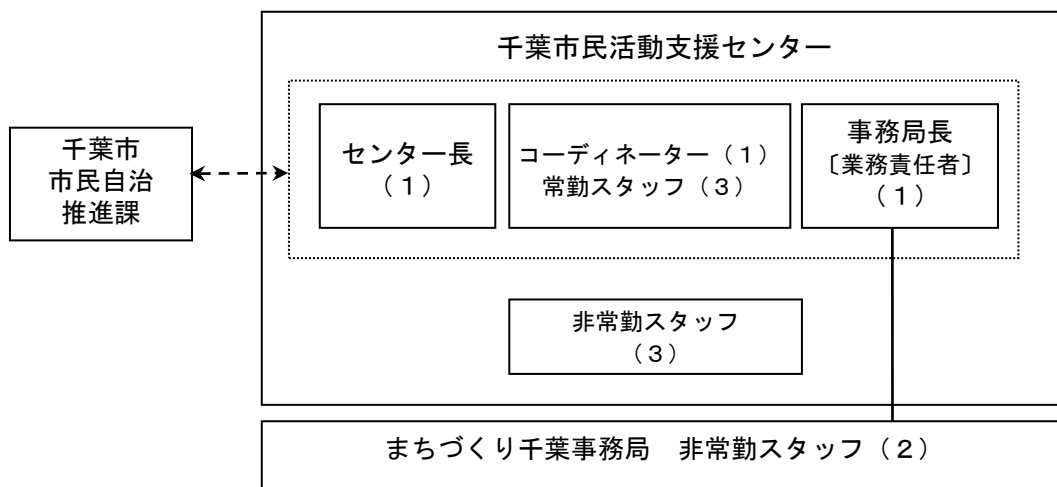 千葉市民活動支援センター
千葉市
市民自治
推進課
センター長
（１）
コーディネーター（１）
常勤スタッフ（３）
事務局長
〔業務責任者〕
（１）
非常勤スタッフ
（３）
まちづくり千葉事務局　非常勤スタッフ（２）